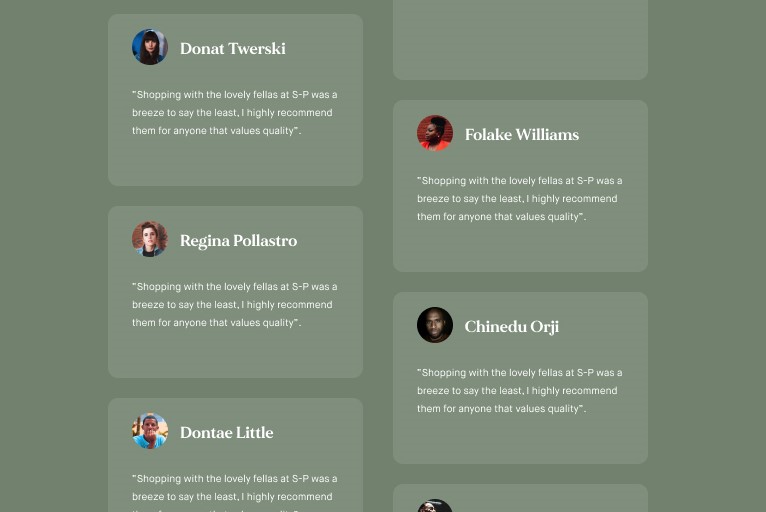 Donat Twerski
"Shopping with the lovely fellas at S-P was a
breeze to say the least, I highly recommend
them for anyone that values quality".
Regina Pollastro
"Shopping with the lovely fellas at S-P was a
breeze to say the least, I highly recommend
them for anyone that values quality".
Dontae Little
"Shopping with the lovely fellas at S-P was a
breeze to say the least, I highly recommend
Folake Williams
"Shopping with the lovely fellas at S-P was a
breeze to say the least, I highly recommend
them for anyone that values quality".
Chinedu Orji
"Shopping with the lovely fellas at S-P was a
breeze to say the least, I highly recommend
them for anyone that values quality".